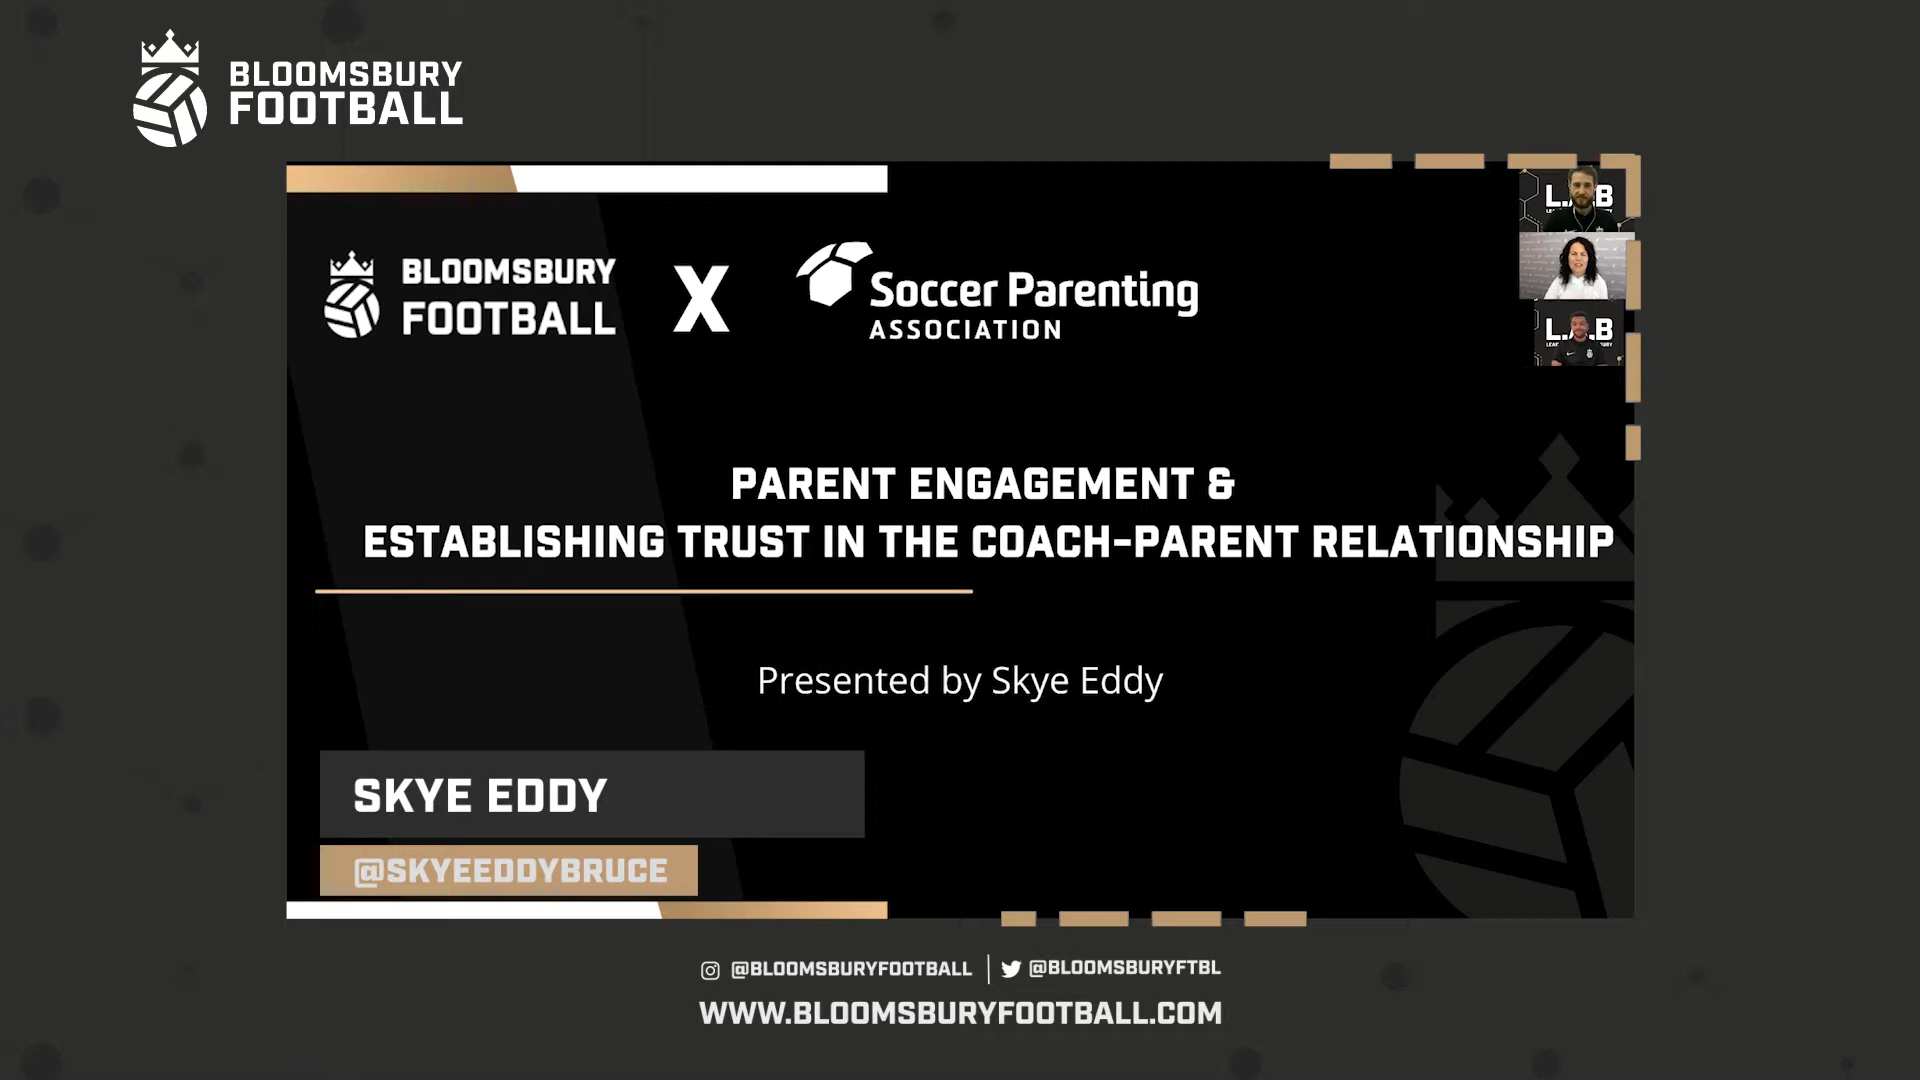 BLOOMSBURY
FOOTBALL
BLOOMSBURY
FOOTBALL
X
Soccer Parenting
ASSOCIATION
PARENT ENGAGEMENT &
ESTABLISHING TRUST IN THE COACH-PARENT RELATIONSHIP
Presented by Skye Eddy
SKYE EDDY
@SKYEEDDYBRUCE
@BLOOMSBURYFOOTBALL
@BLOOMSBURYFTBL
WWW.BLOOMSBURYFOOTBALL.COM